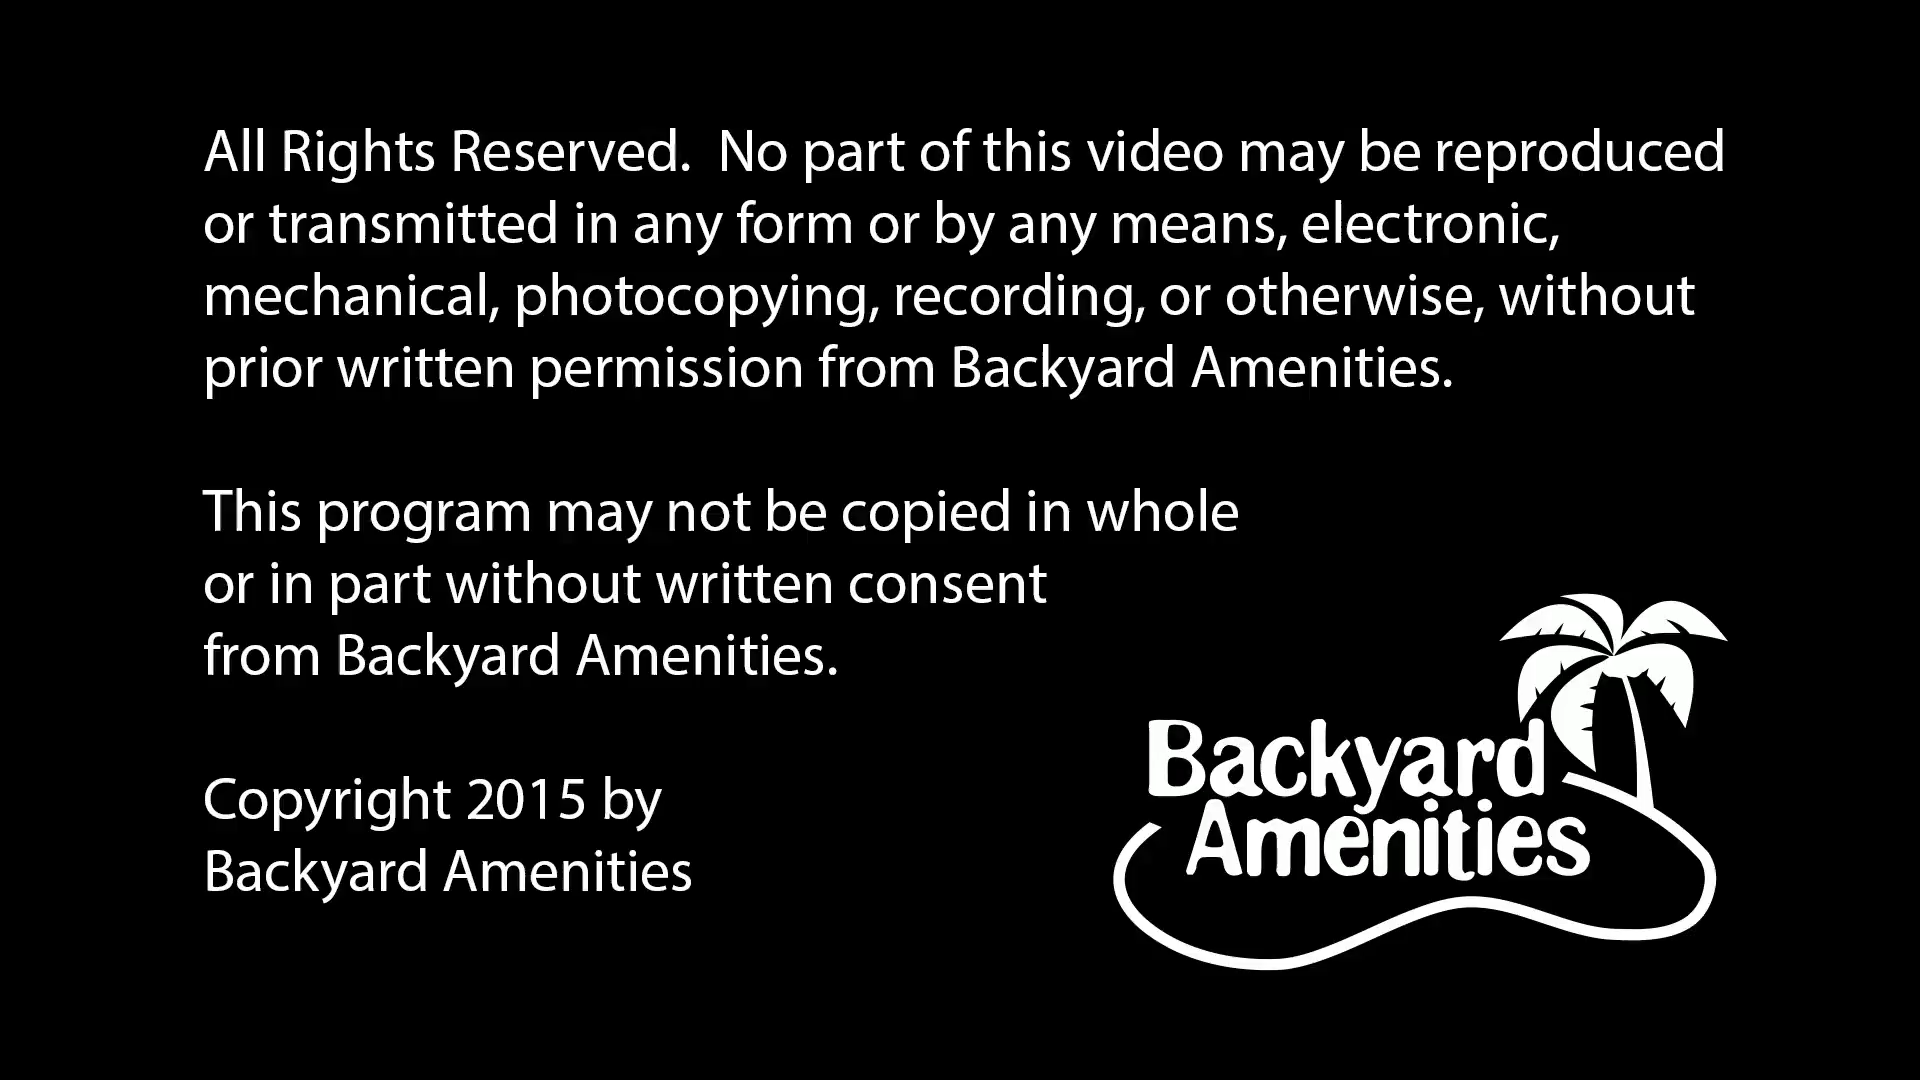 All Rights Reserved.  No part of this video may be reproduced
or transmitted in any form or by any means, electronic,
mechanical, photocopying, recording, or otherwise, without
prior written permission from Backyard Amenities.
This program may not be copied in whole
or in part without written consent
from Backyard Amenities.
Copyright 2015 by
Backyard Amenities
Backyard
Amenities